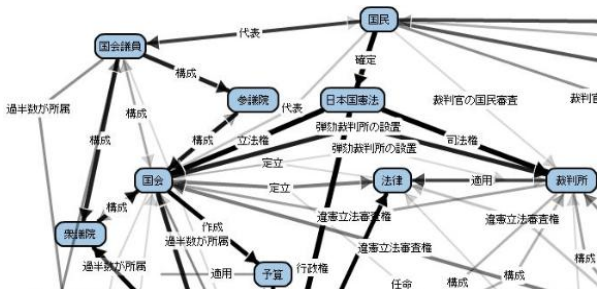 国民
代表
国会議員
確定
構成
過半数が所属
参議院
日本国憲法
裁判官の国民審査
裁判官
代表
構成
構成
弾劾裁判所の設置
立法権
司法権
弾劾裁判所の設置
定立
国会
定立
法律
適用
裁判所
構成
違憲立法審査権
違憲立法審査権
衆議院
作成
過半数が所属
違憲立法審査権
過半数が所属
適用
予算
行政権
任命
構成
構成
構成